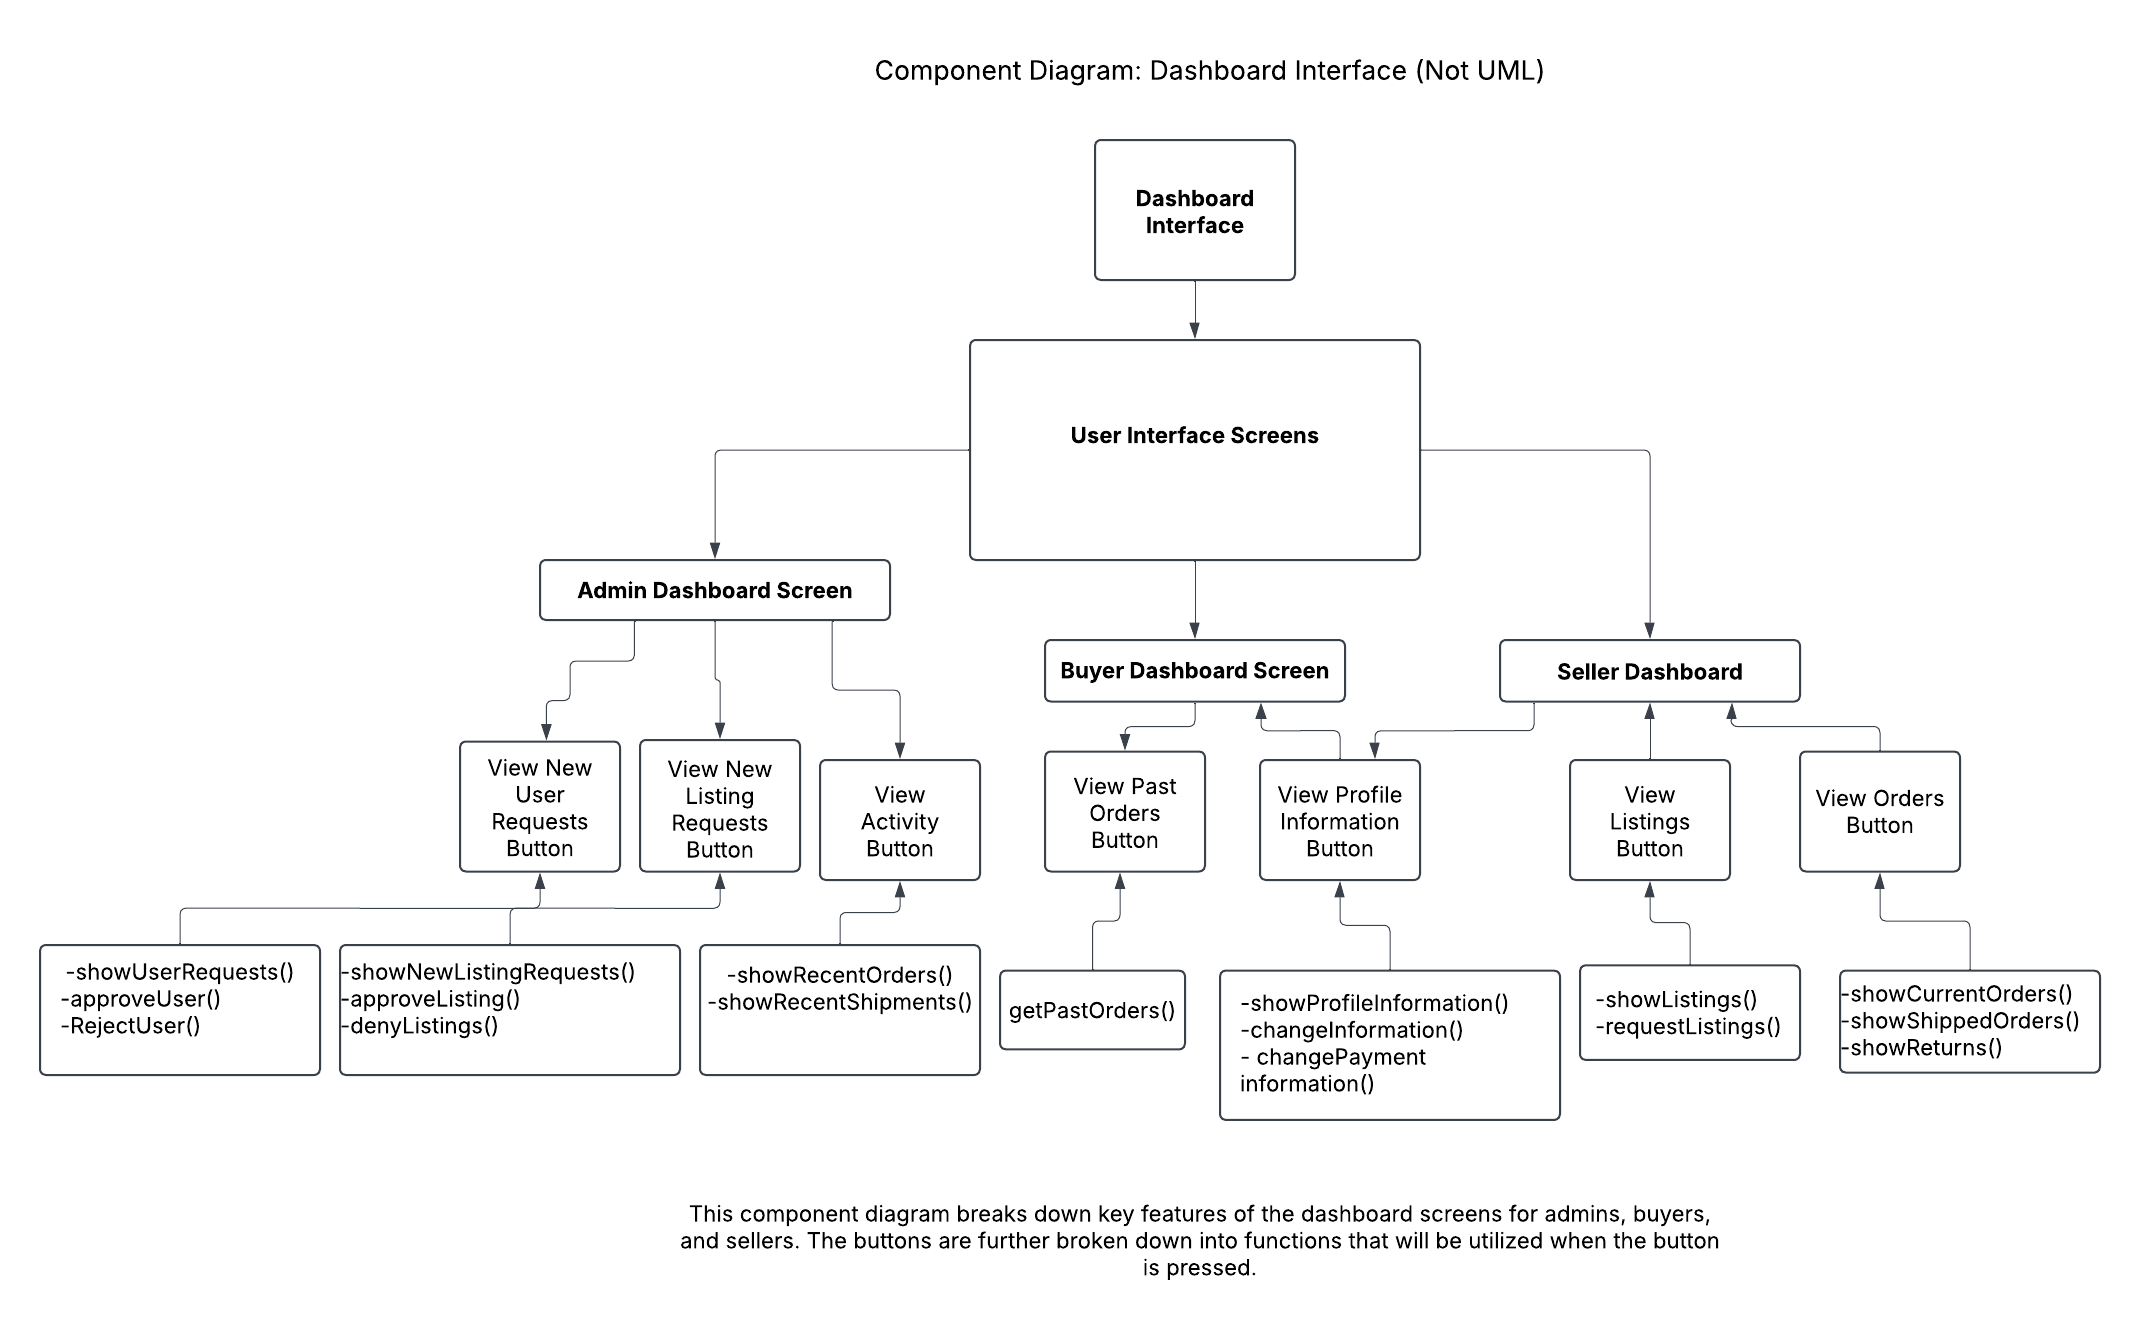 Component Diagram: Dashboard Interface (Not UML)
Dashboard
Interface
User Interface Screens
Admin Dashboard Screen
Buyer Dashboard Screen
Seller Dashboard
View New
User
Requests
Button
View New
Listing
Requests
Button
View
Activity
Button
View Past
Orders
Button
View Profile
Information
Button
View
Listings
Button
View Orders
Button
-showUserRequests()
-approveUser()
-RejectUser()
-showNewListingRequests()
-approveListing()
-denyListings()
-showRecentOrders()
-showRecentShipments()
getPastOrders()
-showProfileInformation()
-changeInformation()
- changePayment
information()
-showListings()
-requestListings()
-showCurrentOrders()
-showShippedOrders()
-showReturns()
This component diagram breaks down key features of the dashboard screens for admins, buyers,
and sellers. The buttons are further broken down into functions that will be utilized when the button
is pressed.